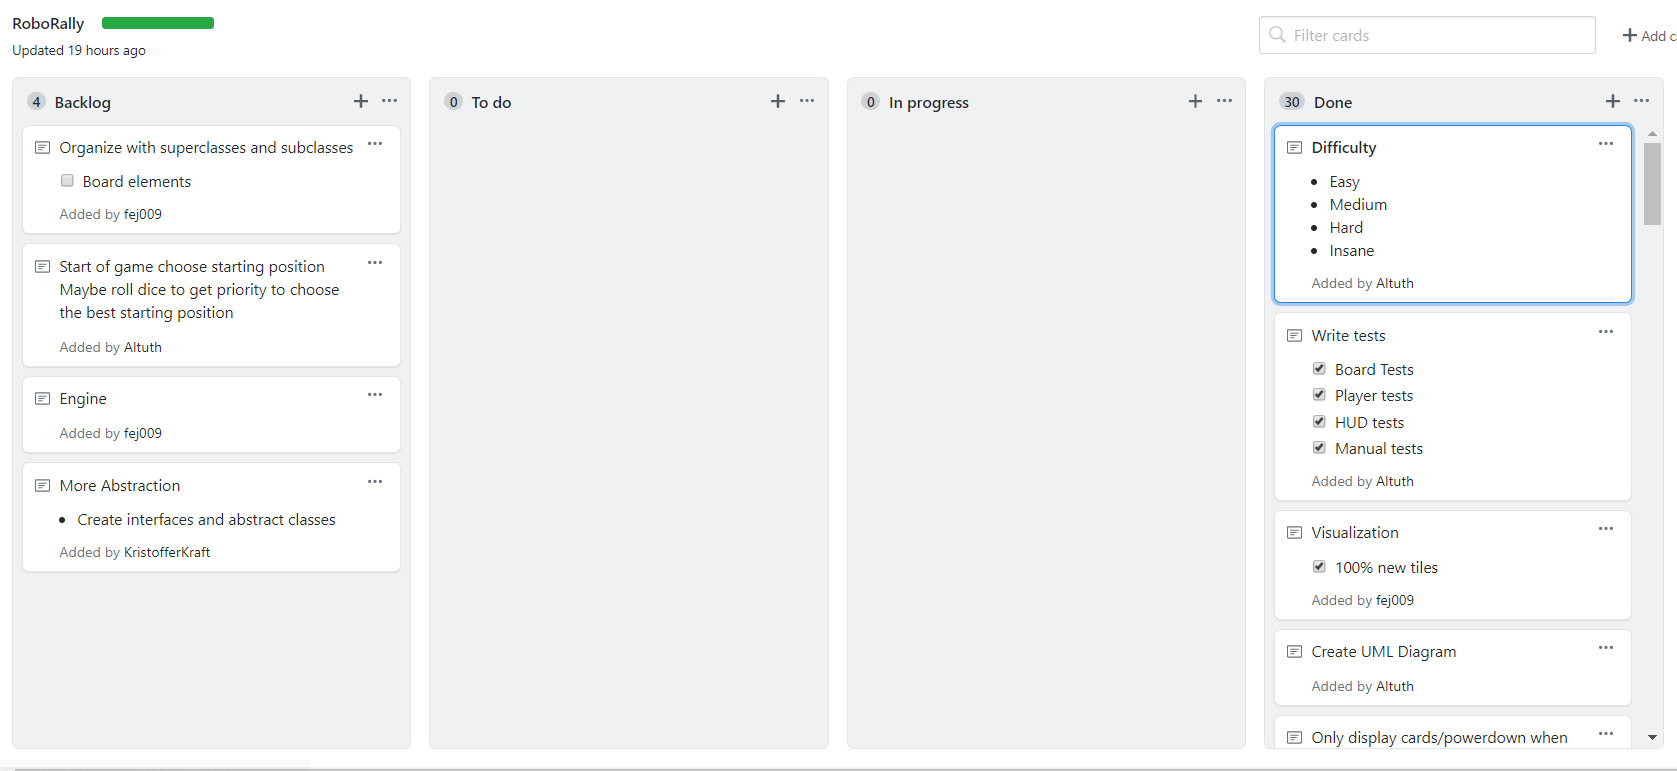 RoboRally
Updated 19 hours ago
Filter cards
Add c
4 Backlog
Organize with superclasses and subclasses
Board elements
Added by fej009
Start of game choose starting position
Maybe roll dice to get priority to choose
the best starting position
Added by Altuth
Engine
Added by fej009
More Abstraction
Create interfaces and abstract classes
Added by KristofferKraft
0 To do
0 In progress
30 Done
Difficulty
Easy
Medium
Hard
Insane
Added by Altuth
Write tests
Board Tests
Player tests
HUD tests
Manual tests
Added by Altuth
Visualization
100% new tiles
Added by fej009
Create UML Diagram
Added by Altuth
Only display cards/powerdown when